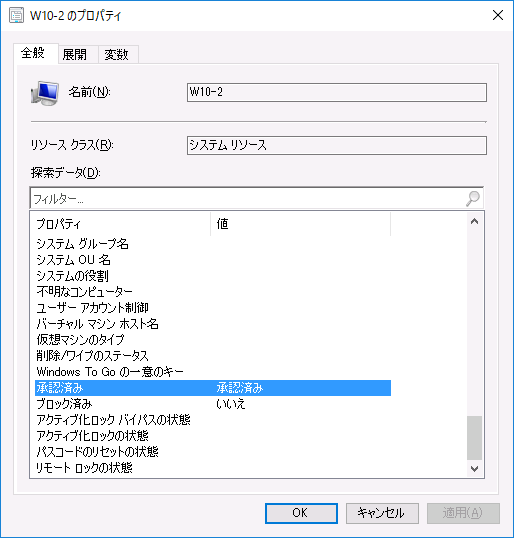 W10-2 のプロパティ
全般 展開 変数
名前(N): W10-2
リソース クラス(R): システム リソース
探索データ(D):
フィルター...
プロパティ 値
システム グループ名
システム OU 名
システムの役割
不明なコンピューター
ユーザー アカウント制御
バーチャル マシン ホスト名
仮想マシンのタイプ
削除/ワイプのステータス
Windows To Go の一意のキー
承認済み 承認済み
ブロック済み いいえ
アクティブ化ロック バイパスの状態
アクティブ化ロックの状態
パスコードのリセットの状態
リモート ロックの状態
OK キャンセル 適用(A)